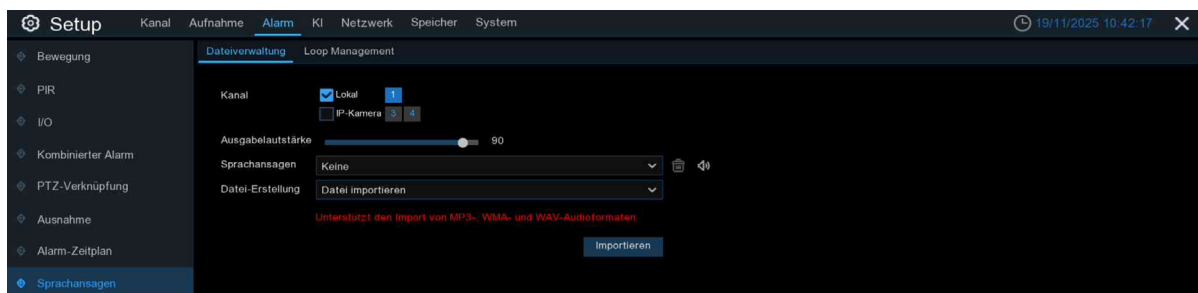 Setup Kanal Aufnahme Alarm KI Netzwerk Speicher System 19/11/2025 10:42:17
Bewegung
PIR
I/O
Kombinierter Alarm
PTZ-Verknüpfung
Ausnahme
Alarm-Zeitplan
Sprachansagen
Dateiverwaltung Loop Management
Kanal Lokal 1
IP-Kamera 3 4
Ausgabelautstärke 90
Sprachansagen Keine
Datei-Erstellung Datei importieren
Unterstützt den Import von MP3-, WMA- und WAV-Audioformaten
Importieren